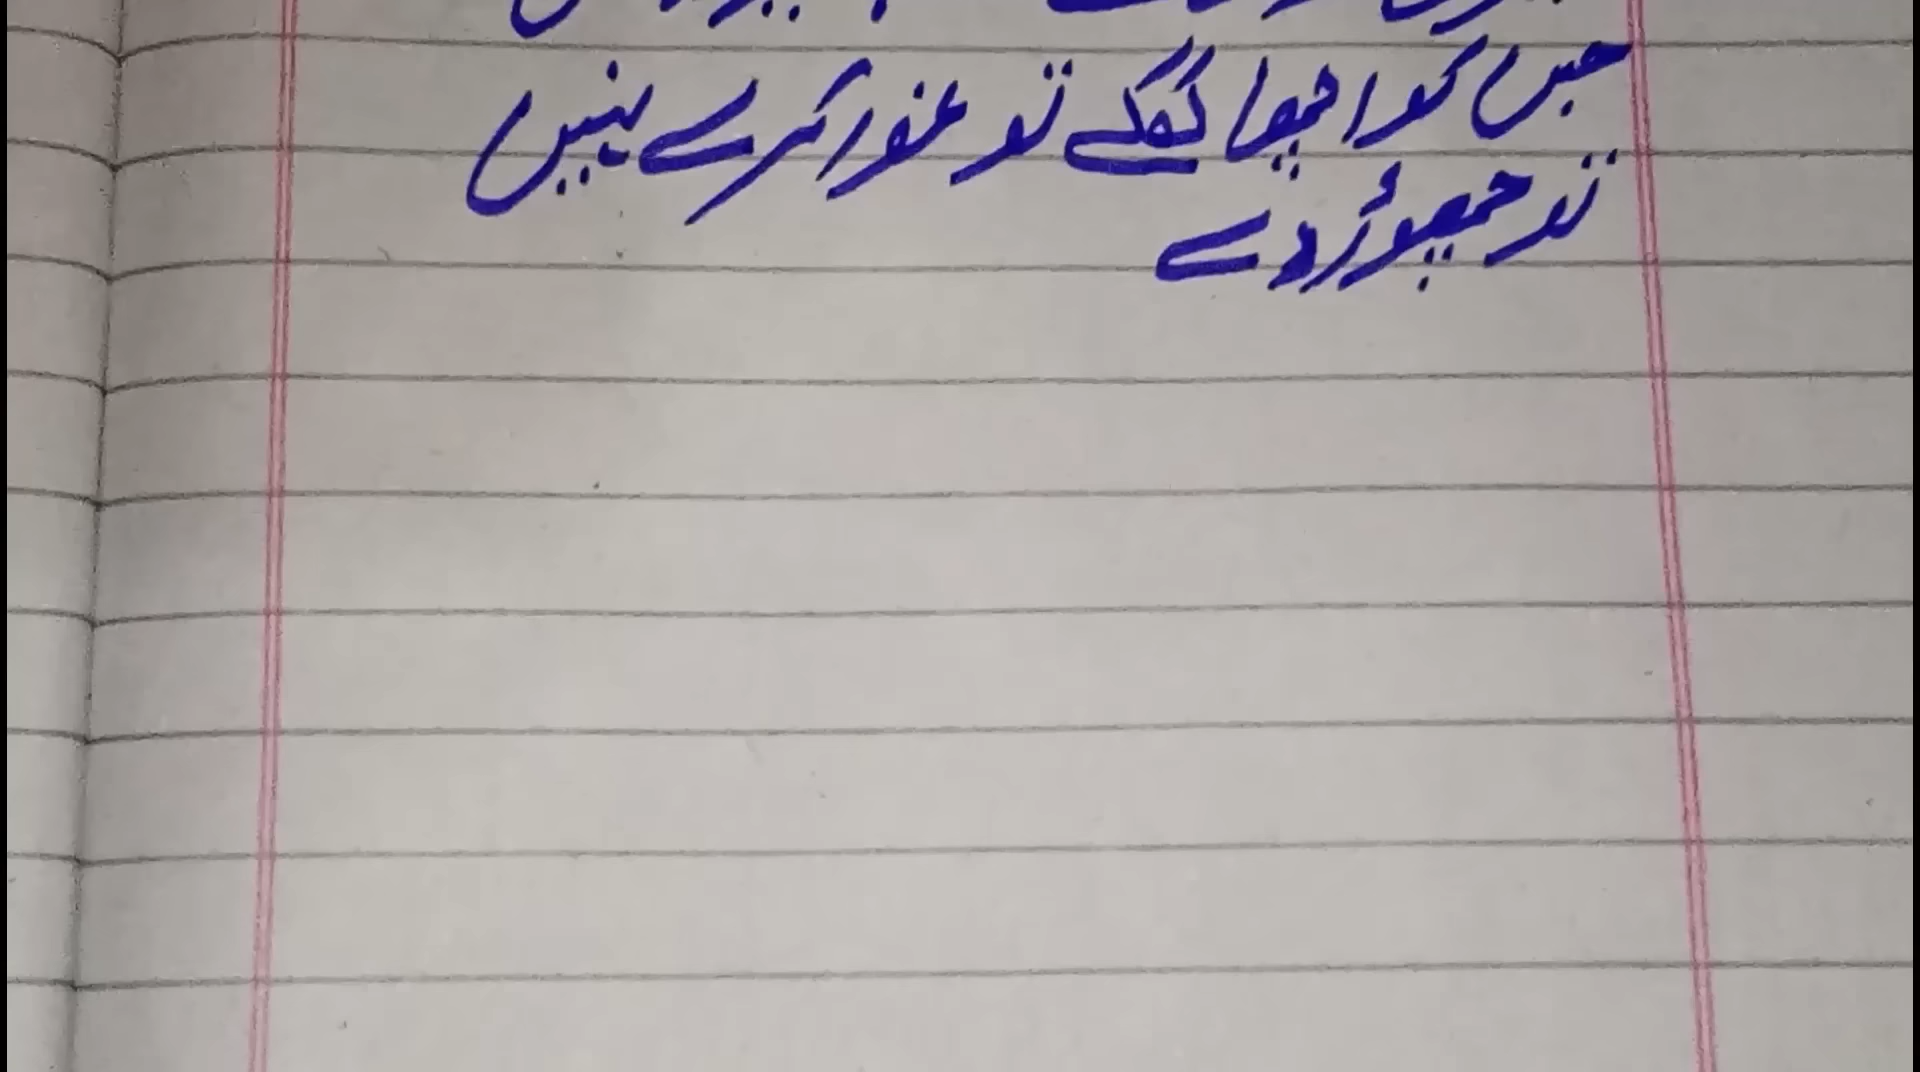 جس کو اچھا لگے تو غور کرے نہیں
تو چھوڑ دے